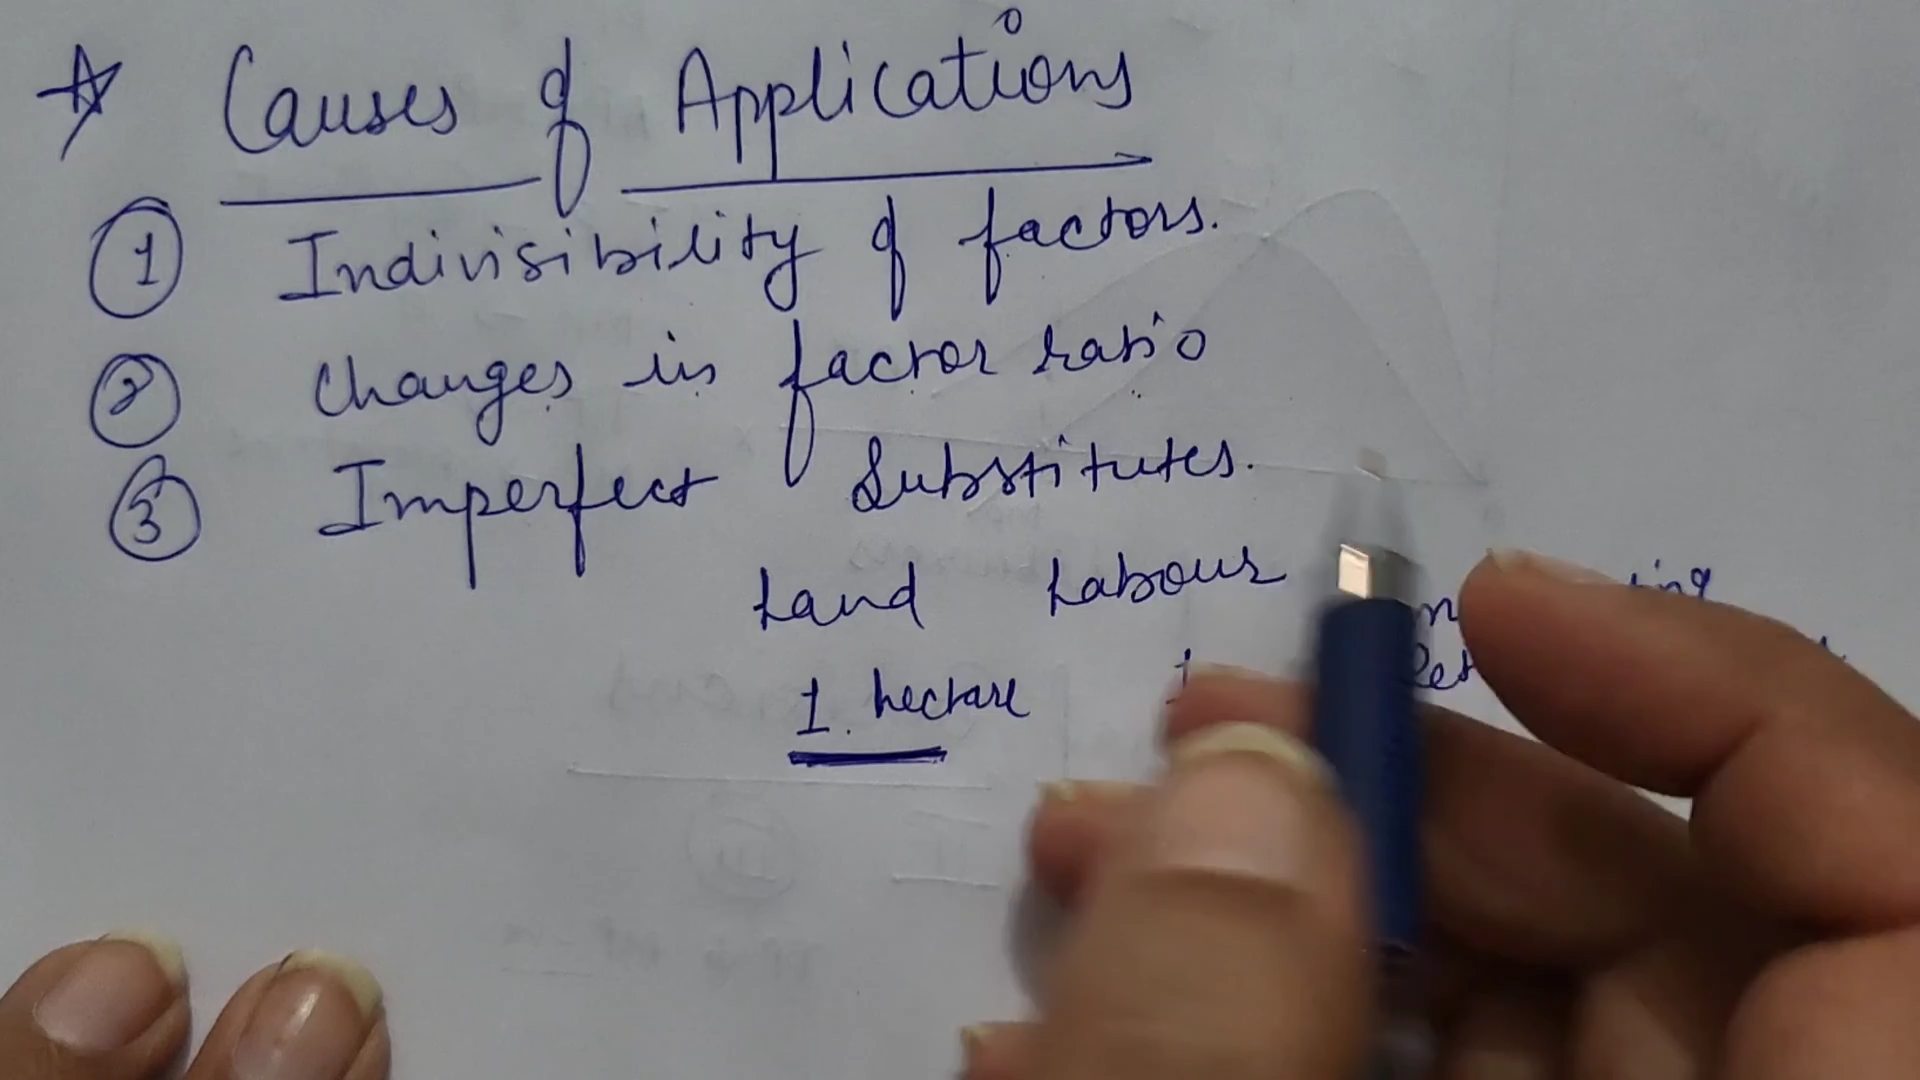 Causes of Applications
1 Indivisibility of factors.
2 Changes in factor ratio
3 Imperfect Substitutes.
Land Labour
1. hectare 1